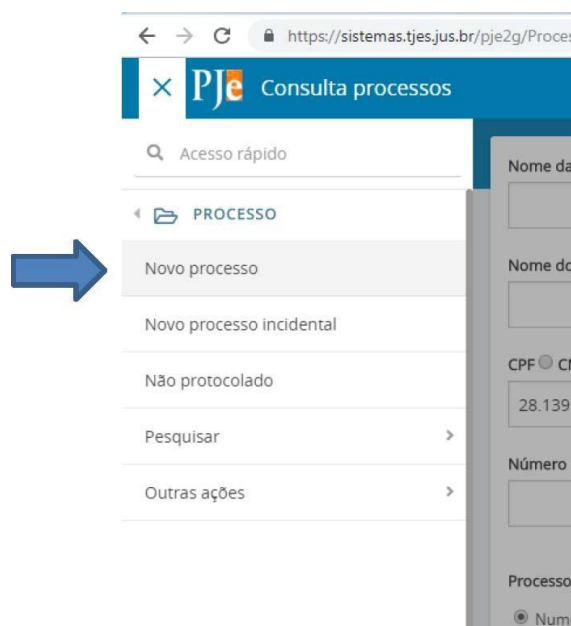 https://sistemas.tjes.jus.br/pje2g/Proces
PJe Consulta processos
Acesso rápido
PROCESSO
Novo processo
Novo processo incidental
Não protocolado
Pesquisar
Outras ações
Nome da
Nome do
CPF
28.139
Número
Processo
Num